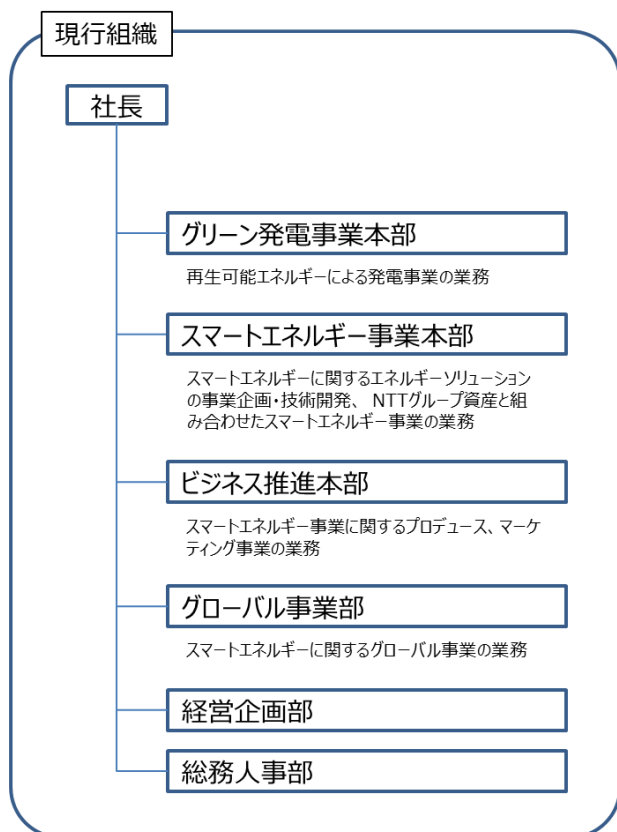 現行組織
社長
グリーン発電事業本部
再生可能エネルギーによる発電事業の業務
スマートエネルギー事業本部
スマートエネルギーに関するエネルギーソリューション
の事業企画・技術開発、 NTTグループ資産と組
み合わせたスマートエネルギー事業の業務
ビジネス推進本部
スマートエネルギー事業に関するプロデュース、マーケ
ティング事業の業務
グローバル事業部
スマートエネルギーに関するグローバル事業の業務
経営企画部
総務人事部